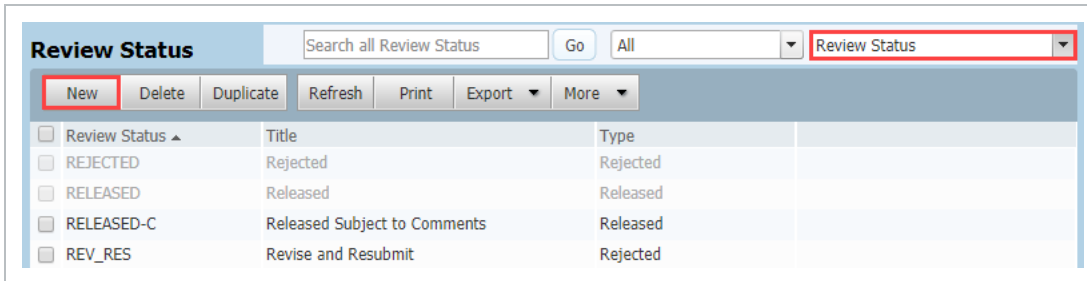 Review Status Search all Review Status Go All Review Status
New Delete Duplicate Refresh Print Export More
Review Status Title Type
REJECTED Rejected Rejected
RELEASED Released Released
RELEASED-C Released Subject to Comments Released
REV_RES Revise and Resubmit Rejected